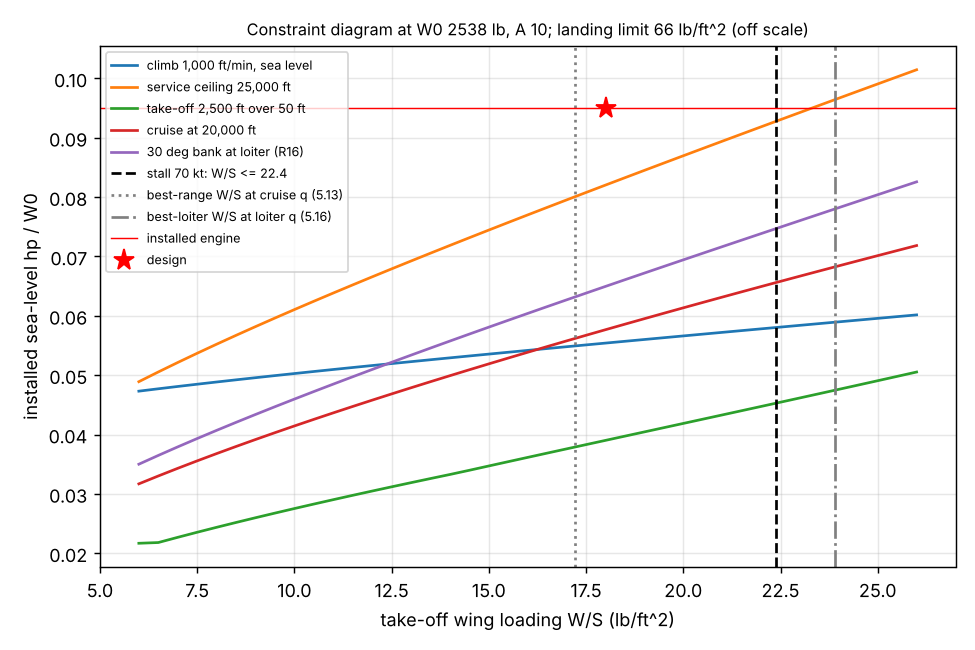 Constraint diagram at W0 2538 lb, A 10; landing limit 66 lb/ft^2 (off scale)
climb 1,000 ft/min, sea level
service ceiling 25,000 ft
take-off 2,500 ft over 50 ft
cruise at 20,000 ft
30 deg bank at loiter (R16)
stall 70 kt: W/S <= 22.4
best-range W/S at cruise q (5.13)
best-loiter W/S at loiter q (5.16)
installed engine
design
installed sea-level hp / W0
0.10
0.09
0.08
0.07
0.06
0.05
0.04
0.03
0.02
5.0 7.5 10.0 12.5 15.0 17.5 20.0 22.5 25.0
take-off wing loading W/S (lb/ft^2)